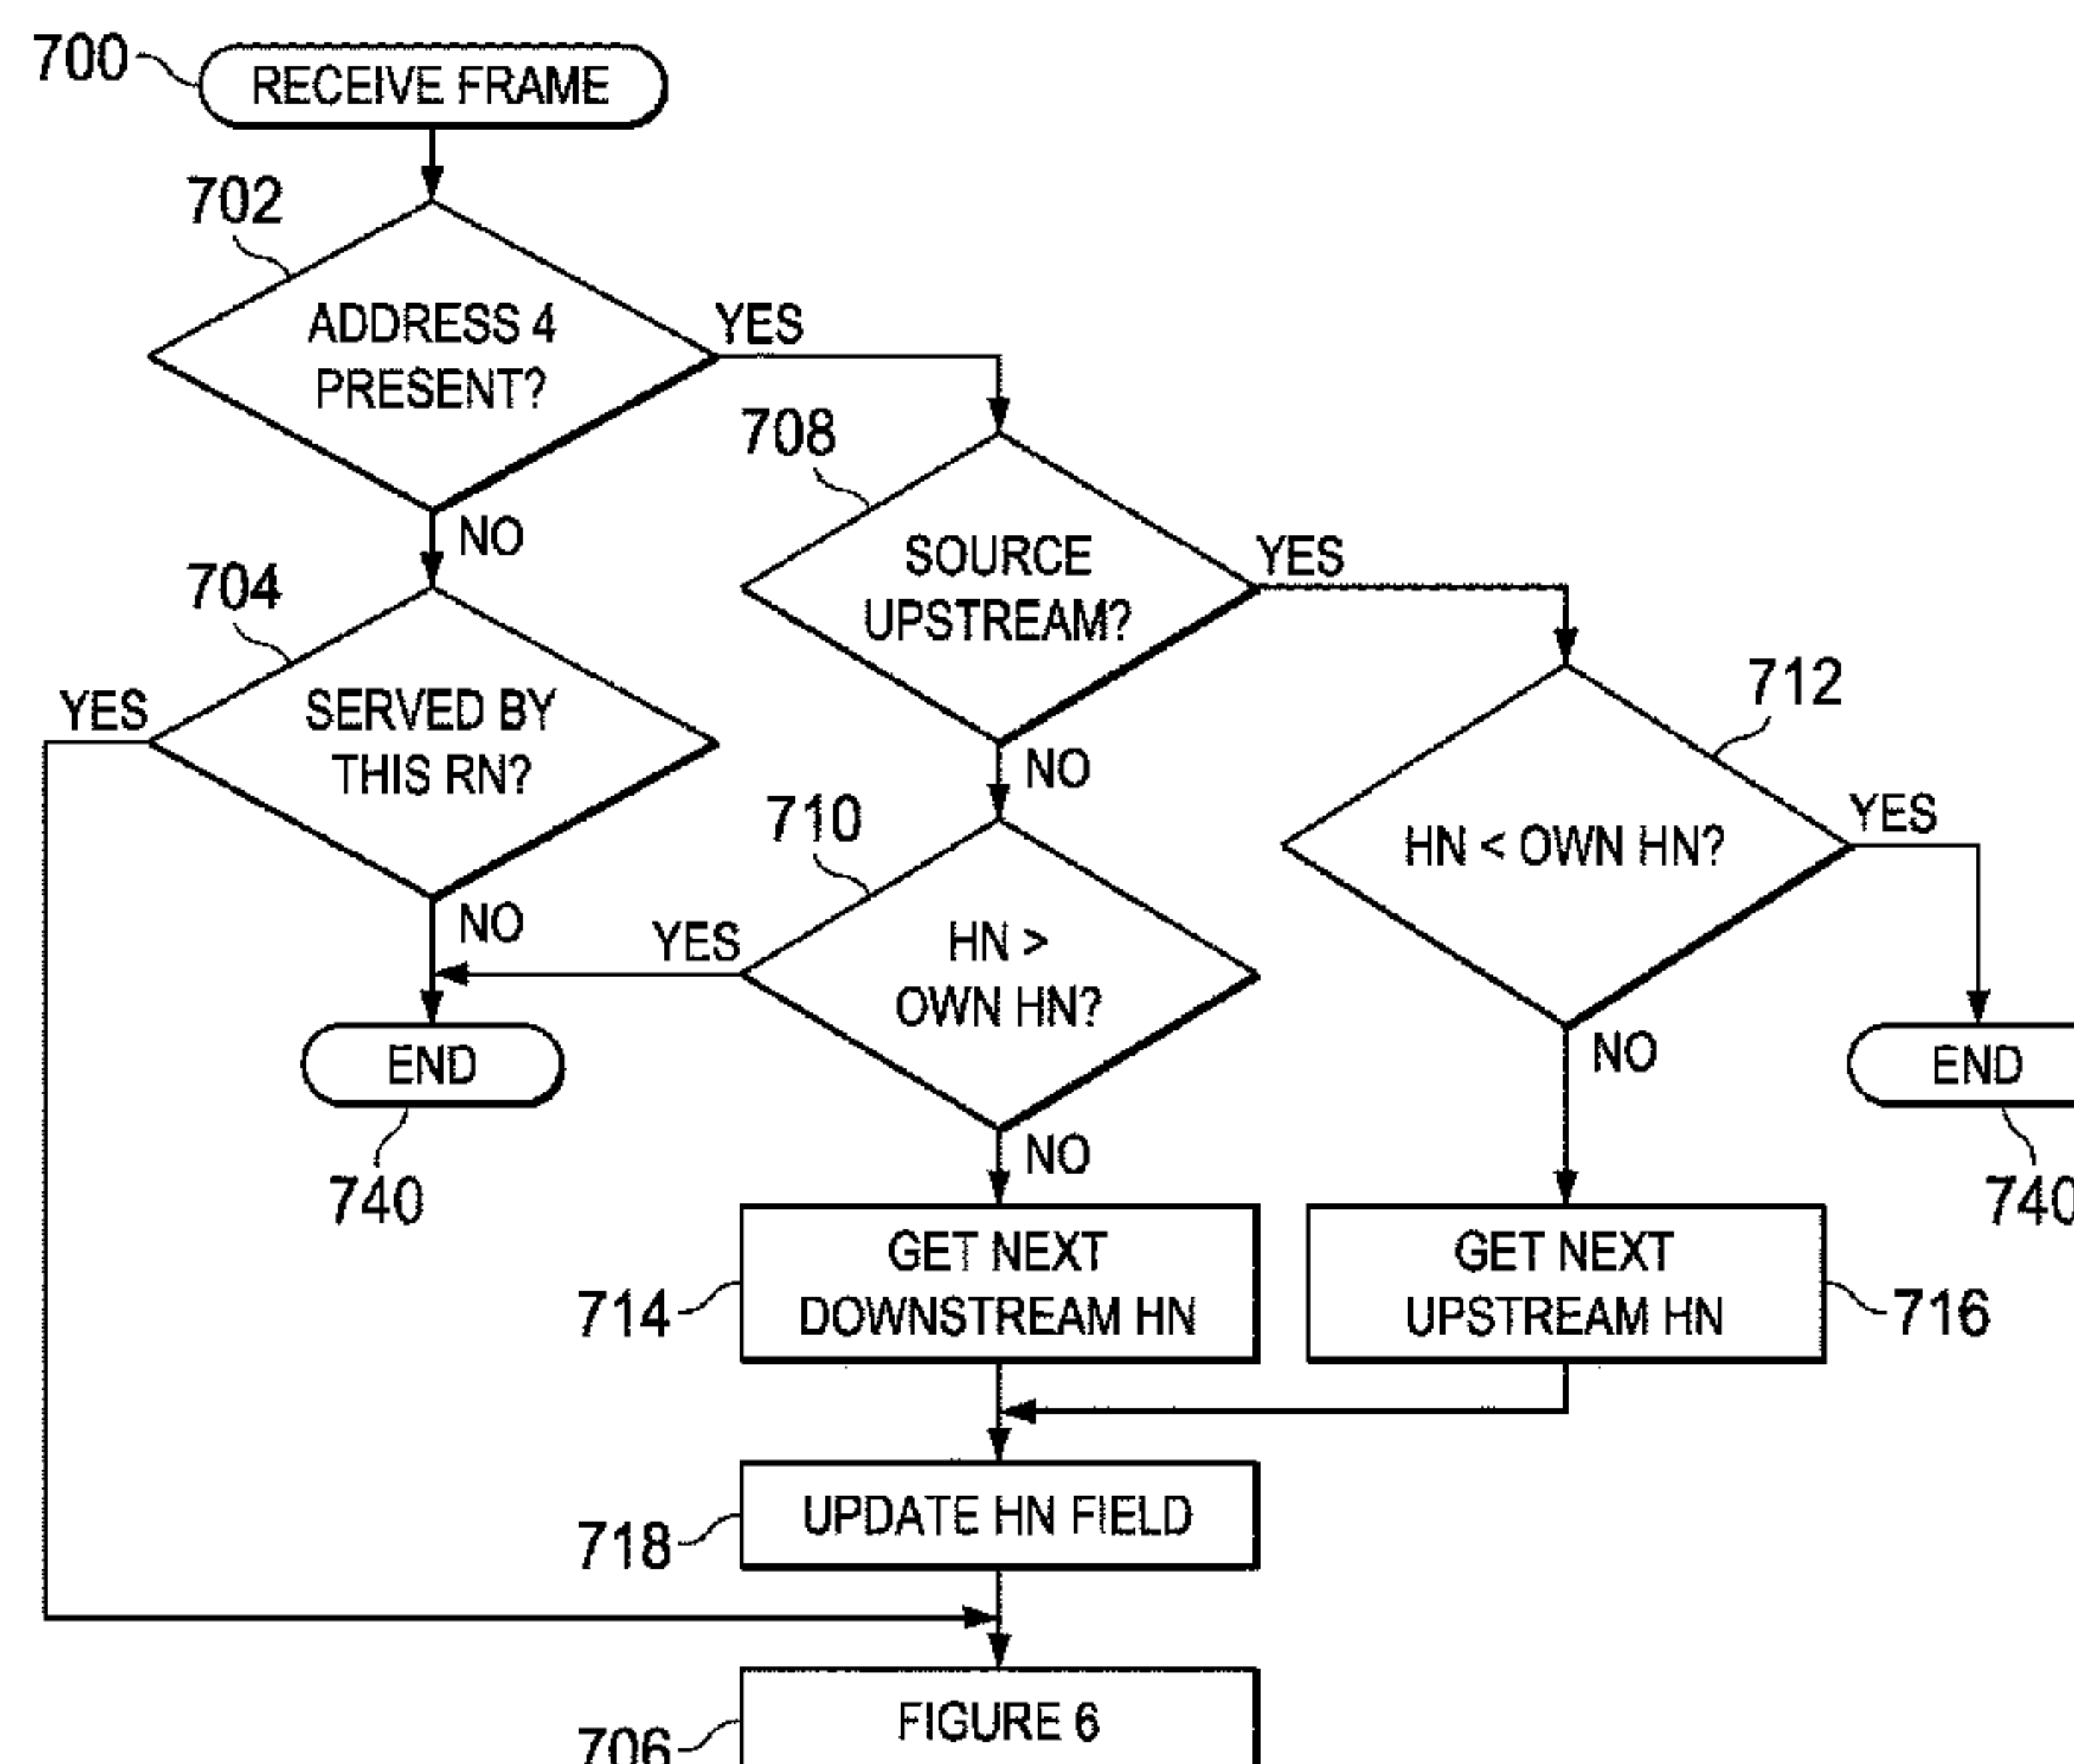 700
RECEIVE FRAME
702
ADDRESS 4
PRESENT?
YES
NO
708
SOURCE
UPSTREAM?
YES
NO
704
SERVED BY
THIS RN?
YES
NO
712
HN < OWN HN?
YES
NO
710
HN >
OWN HN?
YES
NO
END
740
END
740
GET NEXT
DOWNSTREAM HN
714
GET NEXT
UPSTREAM HN
716
UPDATE HN FIELD
718
FIGURE 6
706